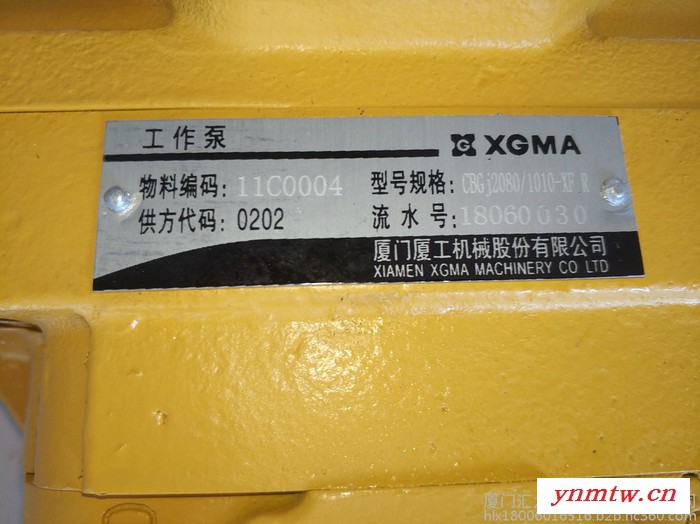 工作泵
XGMA
物料编码: 11C0004
型号规格: CBGj2080/1010-XF R
供方代码: 0202
流水号: 18060030
厦门厦工机械股份有限公司
XIAMEN XGMA MACHINERY CO LTD
ynmtw.cn